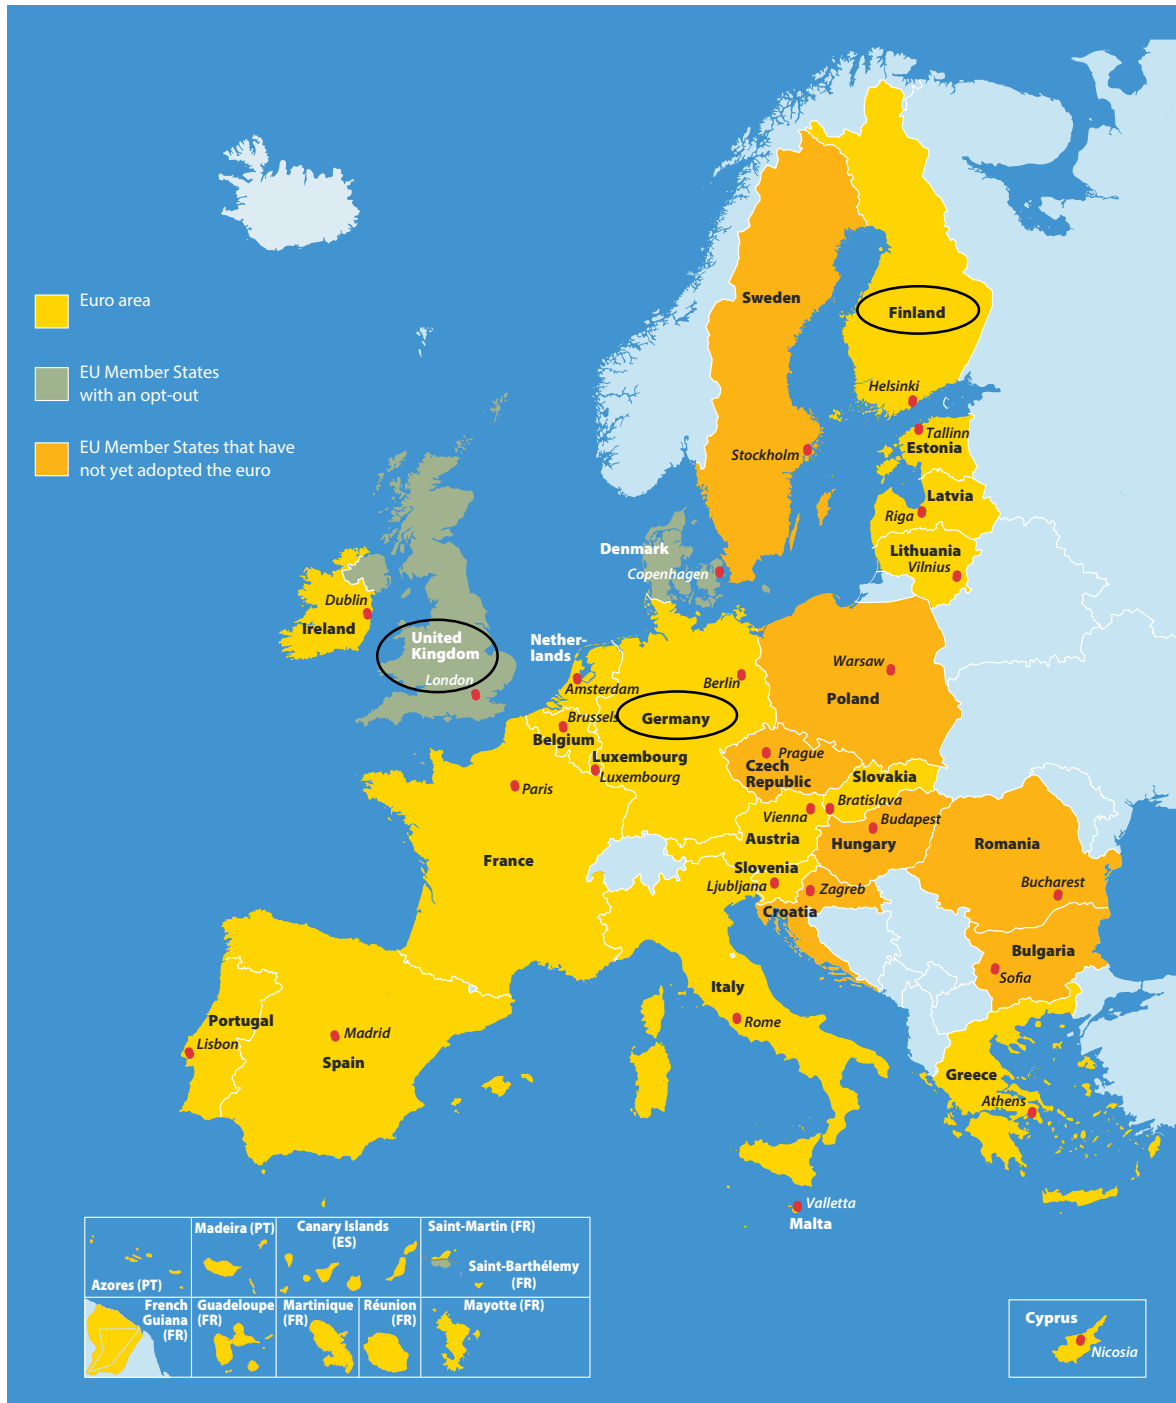 Euro area
EU Member States
with an opt-out
EU Member States that have
not yet adopted the euro
Sweden
Finland
Helsinki
Tallinn
Estonia
Stockholm
Latvia
Riga
Lithuania
Vilnius
Denmark
Copenhagen
Dublin
Ireland
United
Kingdom
London
Nether-
lands
Amsterdam
Berlin
Warsaw
Poland
Brussels
Belgium
Germany
Luxembourg
Luxembourg
Prague
Czech
Republic
Slovakia
Bratislava
Paris
Vienna
Austria
Budapest
Hungary
Romania
France
Slovenia
Ljubljana
Zagreb
Croatia
Bucharest
Bulgaria
Sofia
Italy
Rome
Portugal
Lisbon
Madrid
Spain
Greece
Athens
Valletta
Malta
Azores (PT)
Madeira (PT)
Canary Islands
(ES)
Saint-Martin (FR)
Saint-Barthélemy
(FR)
French
Guiana
(FR)
Guadeloupe
(FR)
Martinique
(FR)
Réunion
(FR)
Mayotte (FR)
Cyprus
Nicosia